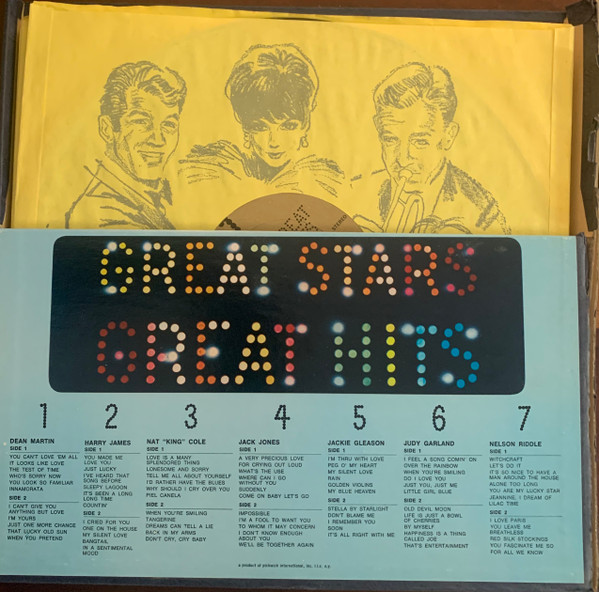 GREAT
STEREO
GREAT STARS
GREAT HITS
1 2 3 4 5 6 7
DEAN MARTIN
SIDE 1
YOU CAN'T LOVE 'EM ALL
IT LOOKS LIKE LOVE
THE TEST OF TIME
WHO'S SORRY NOW
YOU LOOK SO FAMILIAR
INNAMORATA
SIDE 2
I CAN'T GIVE YOU
ANYTHING BUT LOVE
I'M YOURS
JUST ONE MORE CHANCE
THAT LUCKY OLD SUN
WHEN YOU PRETEND
HARRY JAMES
SIDE 1
YOU MADE ME
LOVE YOU
JUST LUCKY
I'VE HEARD THAT
SONG BEFORE
SLEEPY LAGOON
IT'S BEEN A LONG
LONG TIME
COUNTIN'
SIDE 2
I CRIED FOR YOU
ONE ON THE HOUSE
MY SILENT LOVE
BANGTAIL
IN A SENTIMENTAL
MOOD
NAT "KING" COLE
SIDE 1
LOVE IS A MANY
SPLENDORED THING
LONESOME AND SORRY
TELL ME ALL ABOUT YOURSELF
I'D RATHER HAVE THE BLUES
WHY SHOULD I CRY OVER YOU
PIEL CANELA
SIDE 2
WHEN YOU'RE SMILING
TANGERINE
DREAMS CAN TELL A LIE
BACK IN MY ARMS
DON'T CRY, CRY BABY
JACK JONES
SIDE 1
A VERY PRECIOUS LOVE
FOR CRYING OUT LOUD
WHAT'S THE USE
WHERE CAN I GO
WITHOUT YOU
SUDDENLY
COME ON BABY LET'S GO
SIDE 2
IMPOSSIBLE
I'M A FOOL TO WANT YOU
TO WHOM IT MAY CONCERN
I DON'T KNOW ENOUGH
ABOUT YOU
WE'LL BE TOGETHER AGAIN
JACKIE GLEASON
SIDE 1
I'M THRU WITH LOVE
PEG O' MY HEART
MY SILENT LOVE
RAIN
GOLDEN VIOLINS
MY BLUE HEAVEN
SIDE 2
STELLA BY STARLIGHT
DON'T BLAME ME
I REMEMBER YOU
SOON
IT'S ALL RIGHT WITH ME
JUDY GARLAND
SIDE 1
I FEEL A SONG COMIN' ON
OVER THE RAINBOW
WHEN YOU'RE SMILING
DO I LOVE YOU
JUST YOU, JUST ME
LITTLE GIRL BLUE
SIDE 2
OLD DEVIL MOON
LIFE IS JUST A BOWL
OF CHERRIES
BY MYSELF
HAPPINESS IS A THING
CALLED JOE
THAT'S ENTERTAINMENT
NELSON RIDDLE
SIDE 1
WITCHCRAFT
LET'S DO IT
IT'S SO NICE TO HAVE A
MAN AROUND THE HOUSE
ALONE TOO LONG
YOU ARE MY LUCKY STAR
JEANNINE, I DREAM OF
LILAC TIME
SIDE 2
I LOVE PARIS
YOU LEAVE ME
BREATHLESS
RED SILK STOCKINGS
YOU FASCINATE ME SO
FOR ALL WE KNOW
a product of pickwick international, inc.